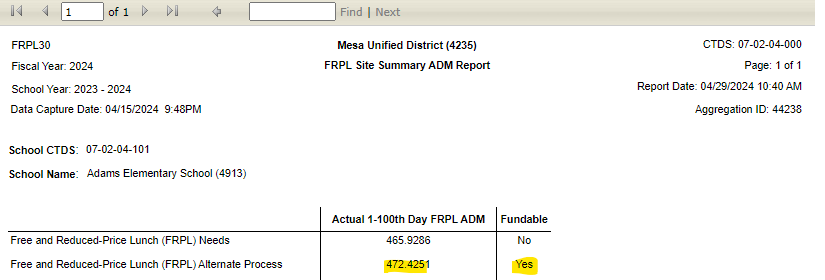 1 of 1 Find | Next
FRPL30 Mesa Unified District (4235) CTDS: 07-02-04-000
Fiscal Year: 2024 FRPL Site Summary ADM Report Page: 1 of 1
School Year: 2023 - 2024 Report Date: 04/29/2024 10:40 AM
Data Capture Date: 04/15/2024 9:48PM Aggregation ID: 44238
School CTDS: 07-02-04-101
School Name: Adams Elementary School (4913)
Actual 1-100th Day FRPL ADM Fundable
Free and Reduced-Price Lunch (FRPL) Needs 465.9286 No
Free and Reduced-Price Lunch (FRPL) Alternate Process 472.4251 Yes